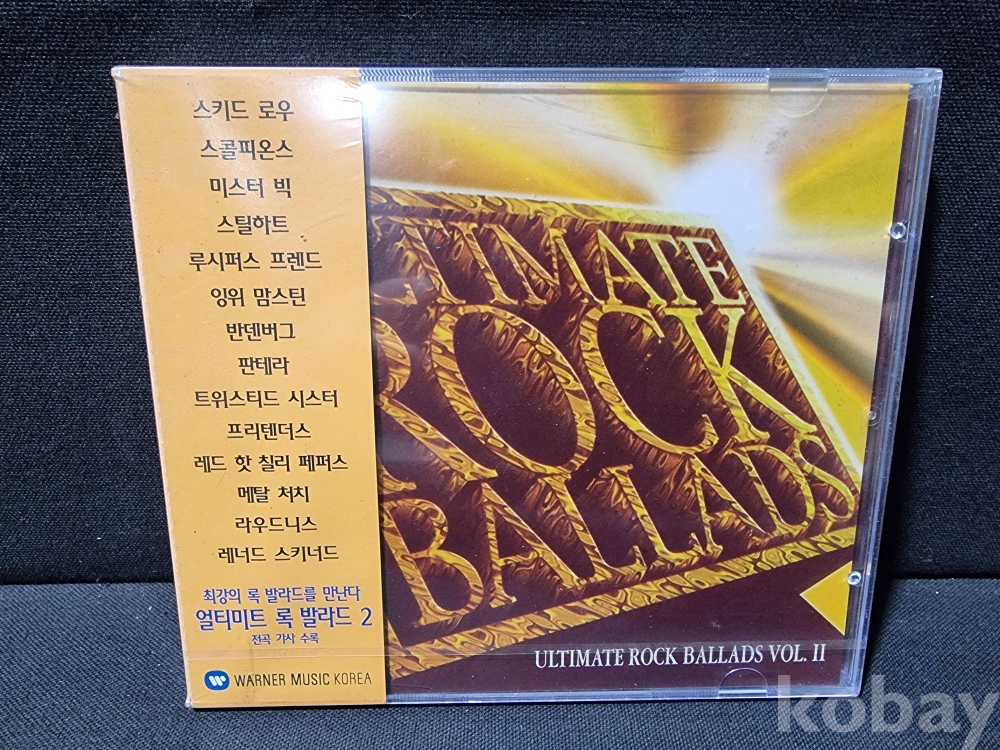 스키드 로우
스콜피온스
미스터 빅
스틸하트
루시퍼스 프렌드
잉위 맘스틴
반덴버그
판테라
트위스티드 시스터
프리텐더스
레드 핫 칠리 페퍼스
메탈 처치
라우드니스
레너드 스키너드
최강의 록 발라드를 만난다
얼티미트 록 발라드 2
전곡 가사 수록
WARNER MUSIC KOREA
LTIMATE
ROCK
BALLADS
ULTIMATE ROCK BALLADS VOL. II
kobay